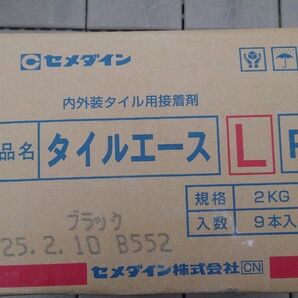 セメダイン
内外装タイル用接着剤
品名 タイルエース L
規格 2KG
入数 9本入
ブラック
25.2.10 B552
セメダイン株式会社 CN